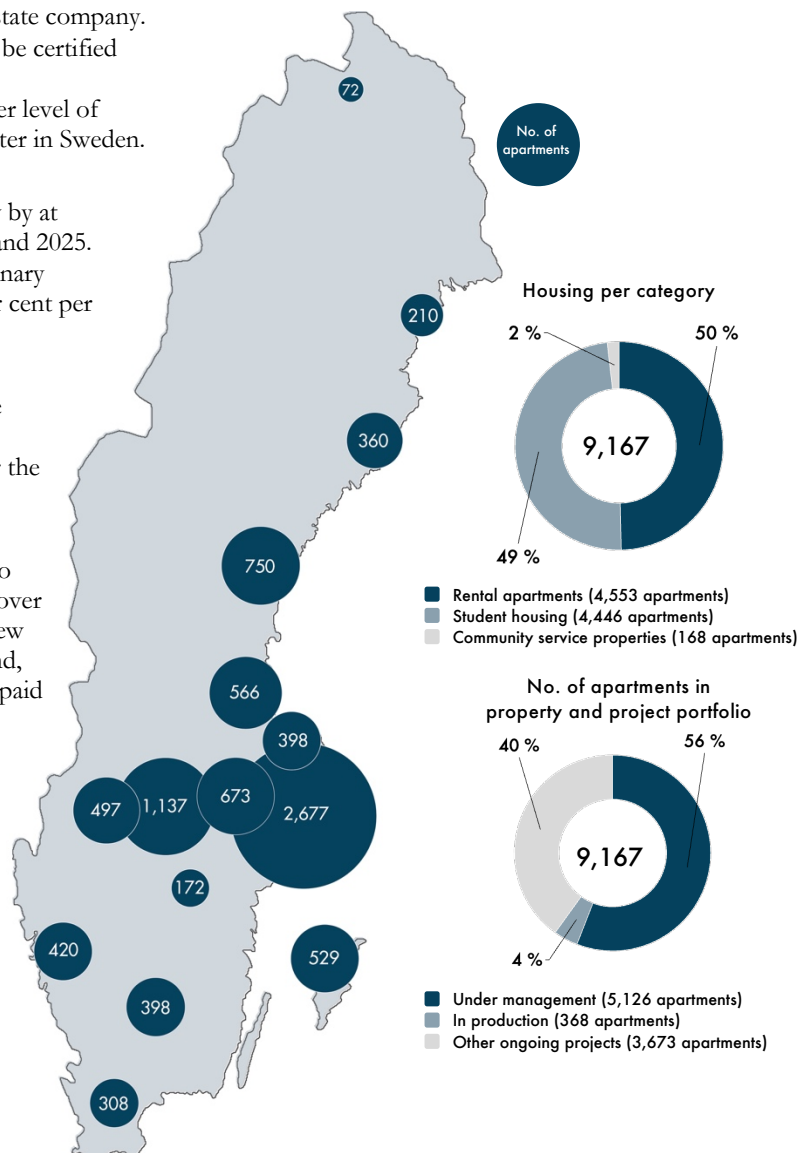 state company.
be certified
er level of
ter in Sweden.
by at
and 2025.
nary
cent per
the
o
over
ew
nd,
paid
72
No. of
apartments
210
360
750
566
398
497
1,137
673
2,677
172
420
529
398
308
Housing per category
2 %
50 %
9,167
49 %
Rental apartments (4,553 apartments)
Student housing (4,446 apartments)
Community service properties (168 apartments)
No. of apartments in
property and project portfolio
40 %
56 %
9,167
4 %
Under management (5,126 apartments)
In production (368 apartments)
Other ongoing projects (3,673 apartments)